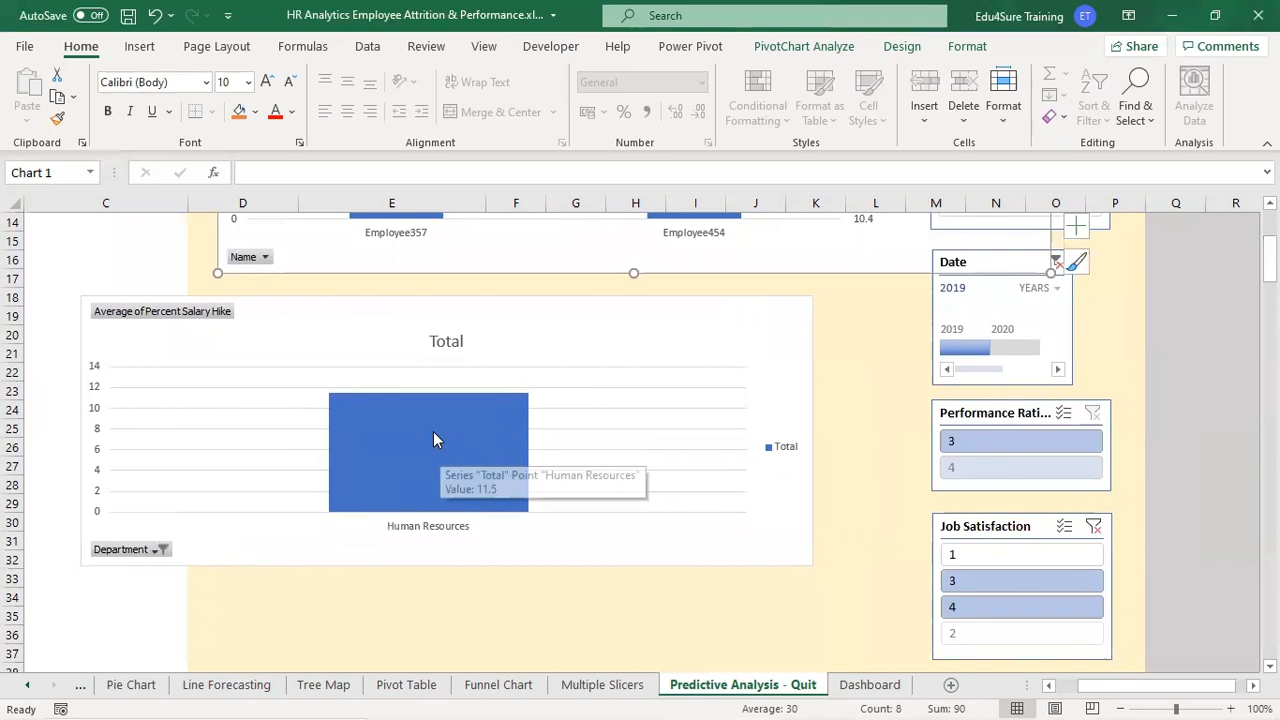 AutoSave Off HR Analytics Employee Attrition & Performance.xl... Search Edu4Sure Training ET
File Home Insert Page Layout Formulas Data Review View Developer Help Power Pivot PivotChart Analyze Design Format Share Comments
Paste Calibri (Body) 10 A A Wrap Text General Conditional Formatting Format as Table Cell Styles Insert Delete Format Sort & Filter Find & Select Analyze Data
B I U A Merge & Center %
Clipboard Font Alignment Number Styles Cells Editing Analysis
Chart 1 fx
C D E F G H I J K L M N O P Q R
14 0 10.4
15 Employee357 Employee454
16 Name Date
17 2019 YEARS
18 Average of Percent Salary Hike
19 2019 2020
20 Total
21 14
22 12
23 10 Performance Rati...
24 8 3
25 6 Total
26 4 4
27 Series "Total" Point "Human Resources"
28 Value: 11.5
29 2
30 0 Job Satisfaction
31 Human Resources 1
32 Department 3
33 4
34 2
35
36
37
38
... Pie Chart Line Forecasting Tree Map Pivot Table Funnel Chart Multiple Slicers Predictive Analysis - Quit Dashboard
Ready Average: 30 Count: 8 Sum: 90 100%